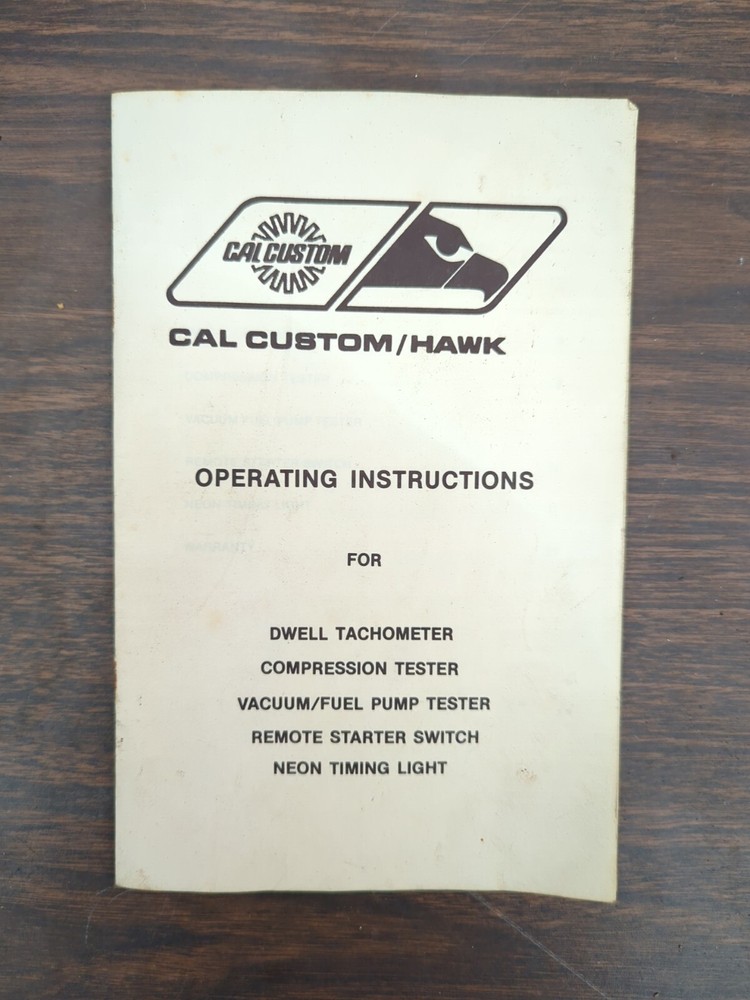 CAL CUSTOM
CAL CUSTOM/HAWK
OPERATING INSTRUCTIONS
FOR
DWELL TACHOMETER
COMPRESSION TESTER
VACUUM/FUEL PUMP TESTER
REMOTE STARTER SWITCH
NEON TIMING LIGHT